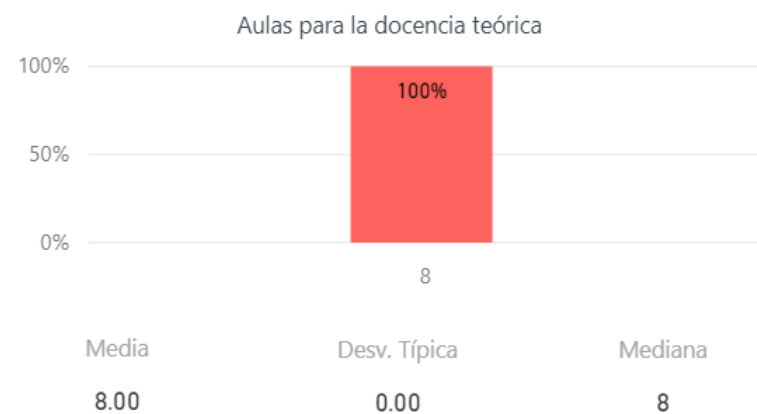 Aulas para la docencia teórica
100%
100%
50%
0%
8
Media Desv. Típica Mediana
8.00 0.00 8